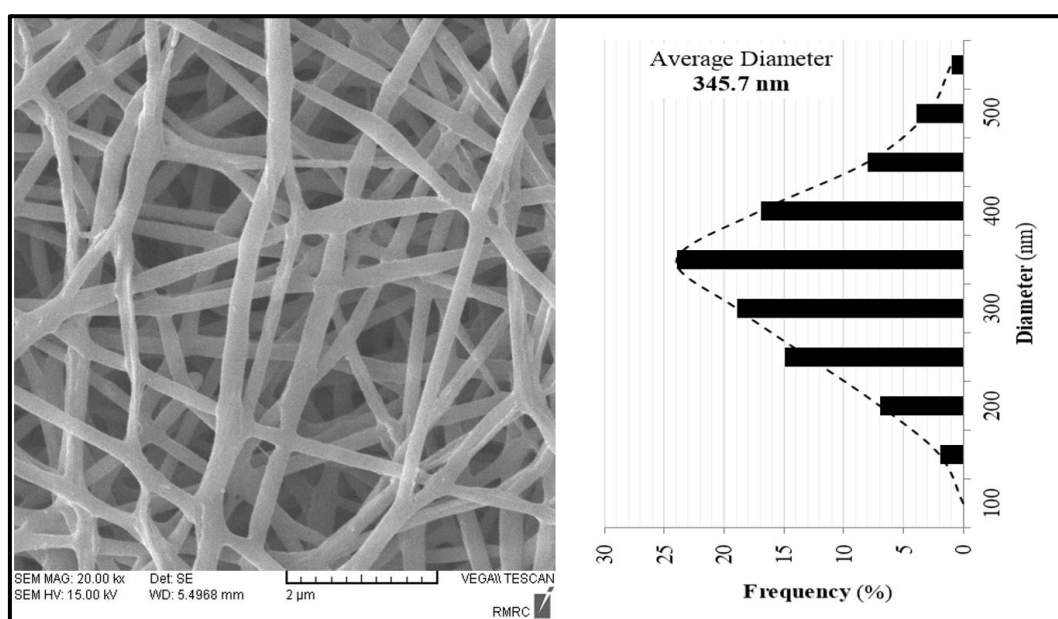 SEM MAG: 20.00 kx Det: SE VEGA\\ TESCAN
SEM HV: 15.00 kV WD: 5.4968 mm 2 µm
RMRC
Average Diameter
345.7 nm
500
400
300
200
100
Diameter (nm)
30 25 20 15 10 5 0
Frequency (%)